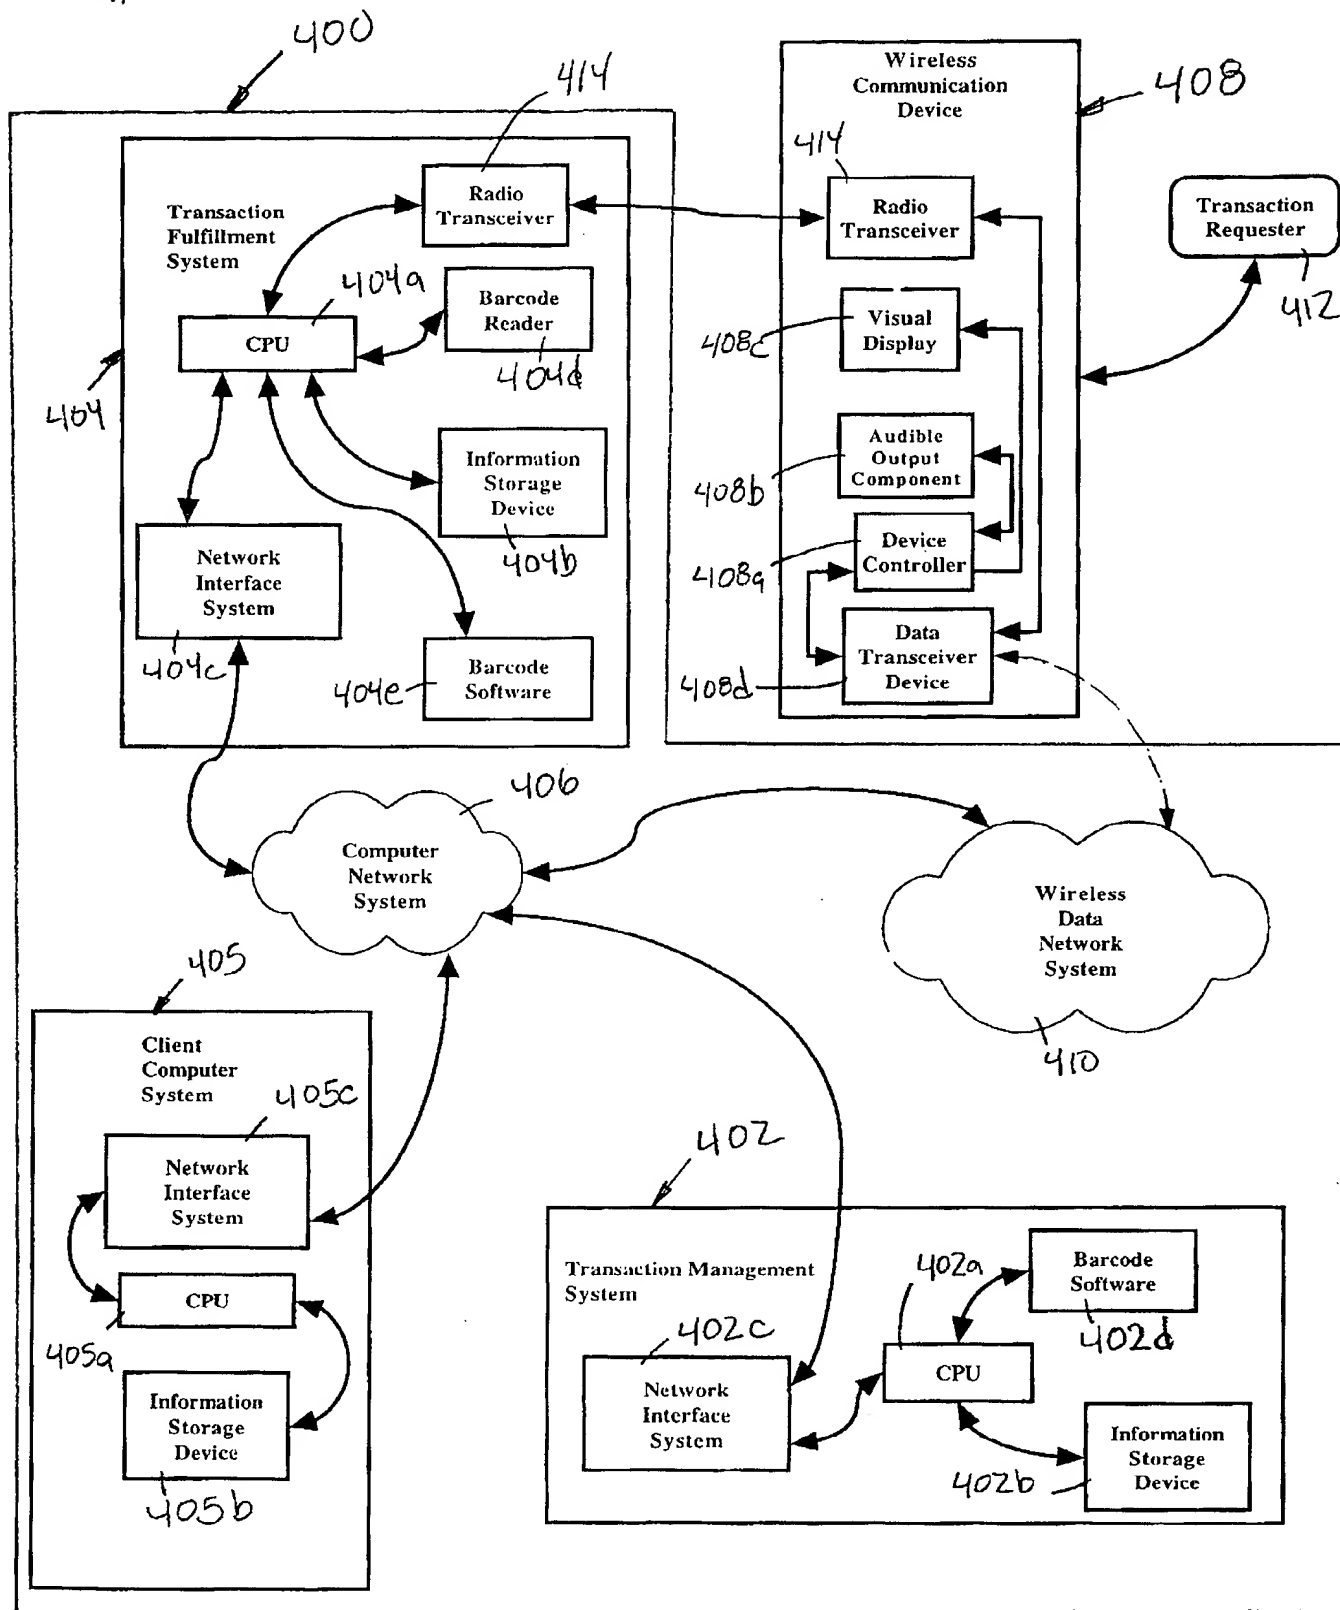 400
414
Wireless
Communication
Device
408
414
Radio
Transceiver
Radio
Transceiver
Transaction
Requester
412
Transaction
Fulfillment
System
404a
Barcode
Reader
404d
CPU
404
Visual
Display
408c
Information
Storage
Device
404b
Audible
Output
Component
408b
Network
Interface
System
404c
Device
Controller
408a
Barcode
Software
404e
Data
Transceiver
Device
408d
406
Computer
Network
System
Wireless
Data
Network
System
410
405
Client
Computer
System
405c
Network
Interface
System
CPU
405a
Information
Storage
Device
405b
402
Transaction Management
System
402a
Barcode
Software
402d
402c
Network
Interface
System
CPU
402b
Information
Storage
Device